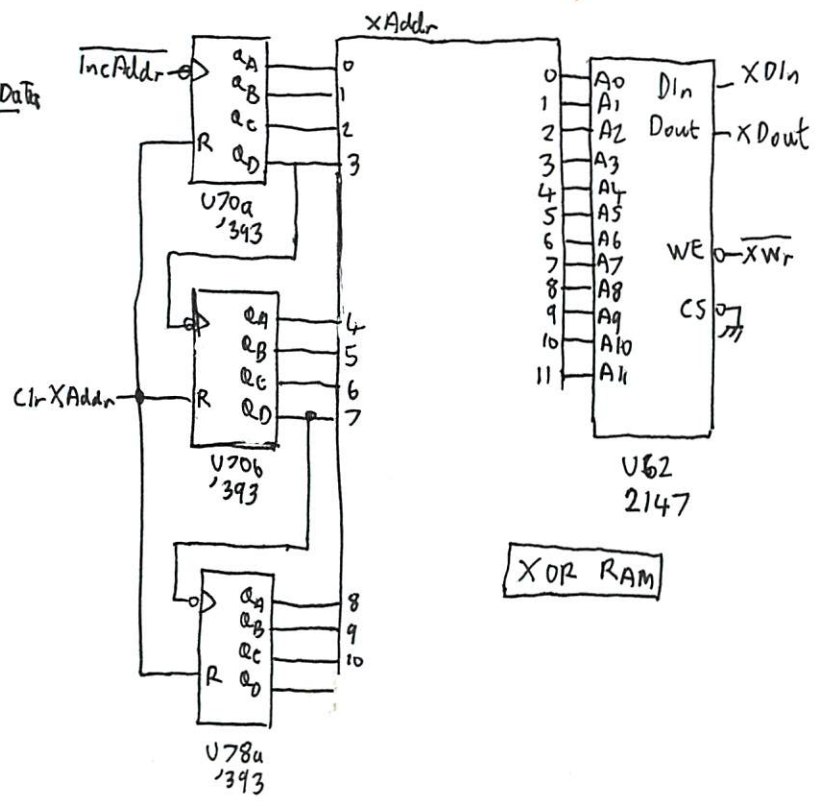 XAddr
Data
IncAddr
QA
QB
QC
QD
R
0
1
2
3
U70a
'393
QA
QB
QC
QD
R
4
5
6
7
ClrXAddr
U70b
'393
QA
QB
QC
QD
R
8
9
10
U78a
'393
0 A0
1 A1
2 A2
3 A3
4 A4
5 A5
6 A6
7 A7
8 A8
9 A9
10 A10
11 A11
DIn XDIn
Dout XDout
WE XWr
CS
U62
2147
XOR RAM